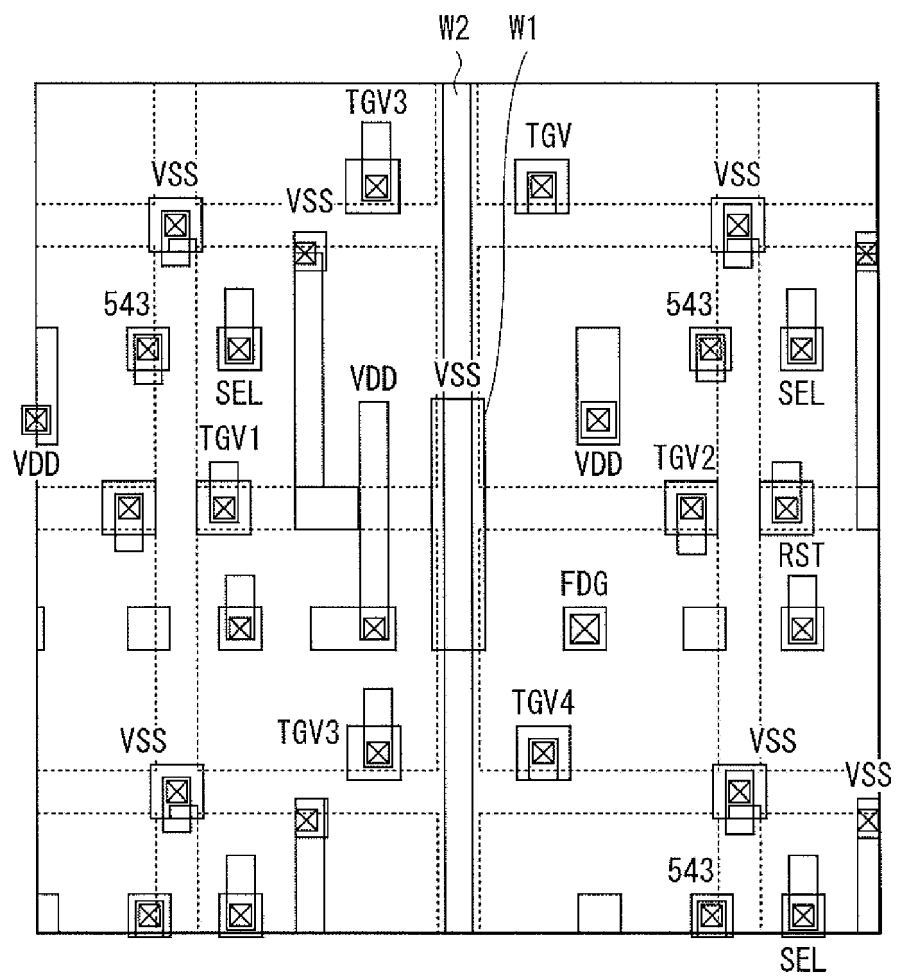 W2 W1
TGV3
TGV
VSS
VSS
VSS
543
543
SEL
VDD
VSS
SEL
VDD
TGV1
VDD
TGV2
RST
FDG
TGV3
TGV4
VSS
VSS
VSS
543
SEL